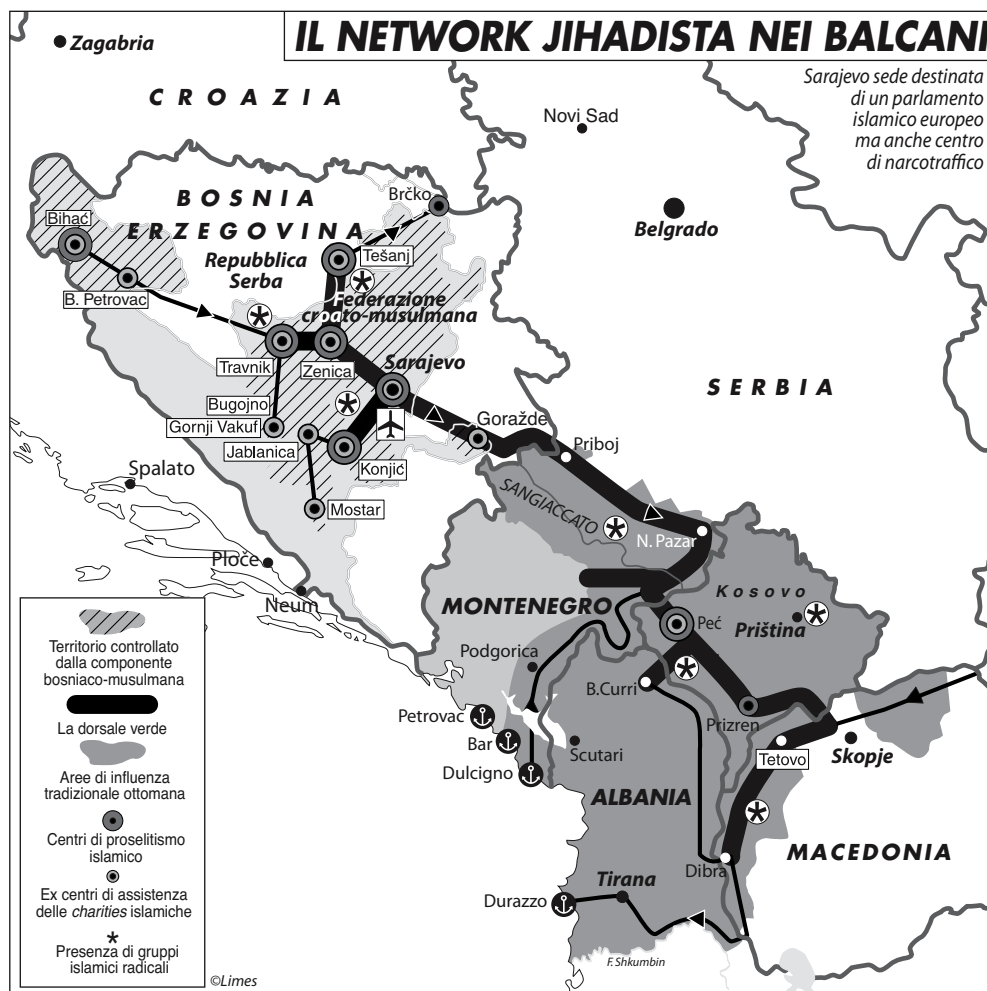 IL NETWORK JIHADISTA NEI BALCANI
Sarajevo sede destinata
di un parlamento
islamico europeo
ma anche centro
di narcotraffico
Zagabria
CROAZIA
Novi Sad
BOSNIA
ERZEGOVINA
Brčko
Belgrado
Bihać
Tešanj
Repubblica
Serba
B. Petrovac
Federazione
croato-musulmana
Travnik
Zenica
Sarajevo
SERBIA
Bugojno
Gornji Vakuf
Goražde
Jablanica
Konjić
Priboj
Spalato
SANGIACCATO
Mostar
N. Pazar
Ploče
Neum
MONTENEGRO
Kosovo
Peć
Priština
Podgorica
B.Curri
Petrovac
Prizren
Bar
Scutari
Tetovo
Skopje
Dulcigno
ALBANIA
MACEDONIA
Dibra
Tirana
Durazzo
F. Shkumbin
Territorio controllato
dalla componente
bosniaco-musulmana
La dorsale verde
Aree di influenza
tradizionale ottomana
Centri di proselitismo
islamico
Ex centri di assistenza
delle charities islamiche
Presenza di gruppi
islamici radicali
©Limes